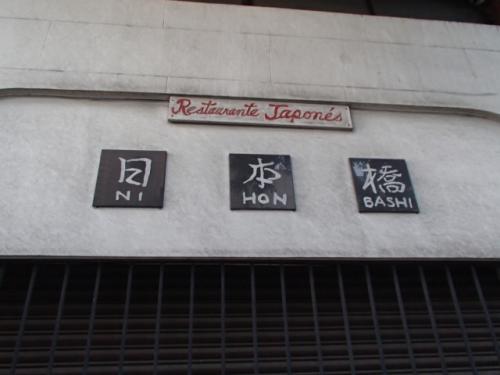 Restaurante Japonés
日 本 橋
NI HON BASHI